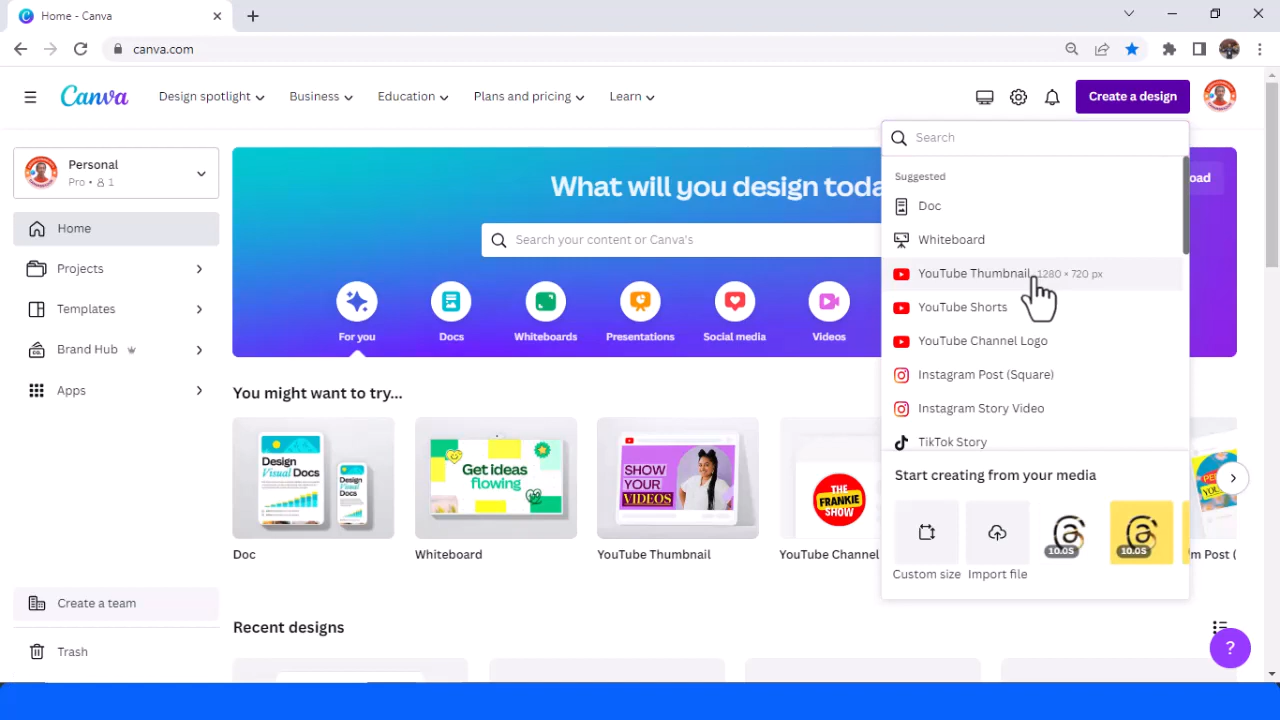 Home - Canva
canva.com
Canva
Design spotlight
Business
Education
Plans and pricing
Learn
Create a design
Personal
Pro • 1
Home
Projects
Templates
Brand Hub
Apps
Create a team
Trash
What will you design toda
Search your content or Canva's
For you
Docs
Whiteboards
Presentations
Social media
Videos
oad
Search
Suggested
Doc
Whiteboard
YouTube Thumbnail 1280 × 720 px
YouTube Shorts
YouTube Channel Logo
Instagram Post (Square)
Instagram Story Video
TikTok Story
Start creating from your media
10.0S
10.0S
Custom size
Import file
You might want to try...
Design
Visual Docs
Design
Visual Docs
Get ideas
flowing
SHOW
YOUR
VIDEOS
THE
FRANKIE
SHOW
Doc
Whiteboard
YouTube Thumbnail
YouTube Channel
m Post (
Recent designs
?